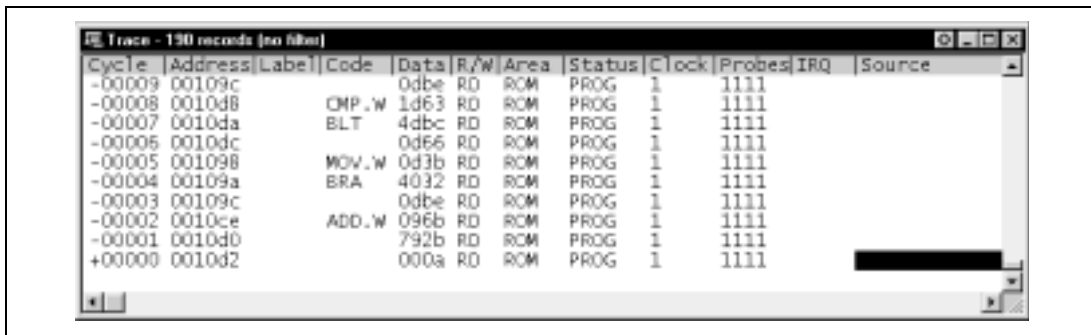 Trace - 190 records (no filter)
Cycle Address Label Code Data R/W Area Status Clock Probes IRQ Source
-00009 00109c 0dbe RD ROM PROG 1 1111
-00008 0010d8 CMP.W 1d63 RD ROM PROG 1 1111
-00007 0010da BLT 4dbc RD ROM PROG 1 1111
-00006 0010dc 0d66 RD ROM PROG 1 1111
-00005 001098 MOV.W 0d3b RD ROM PROG 1 1111
-00004 00109a BRA 4032 RD ROM PROG 1 1111
-00003 00109c 0dbe RD ROM PROG 1 1111
-00002 0010ce ADD.W 096b RD ROM PROG 1 1111
-00001 0010d0 792b RD ROM PROG 1 1111
+00000 0010d2 000a RD ROM PROG 1 1111